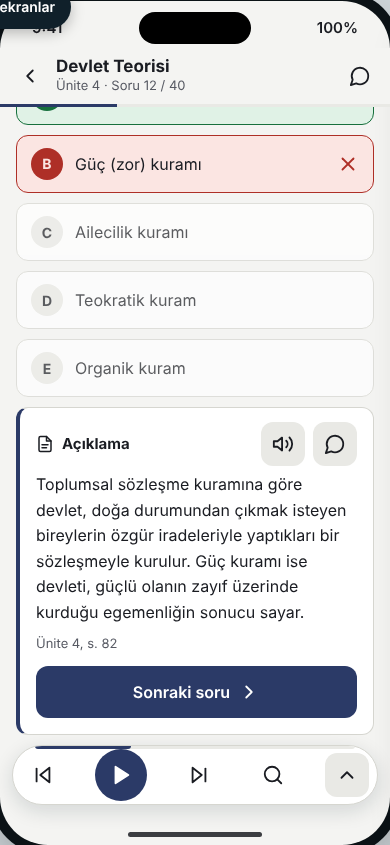 ekranlar
9:41
100%
Devlet Teorisi
Ünite 4 · Soru 12 / 40
B Güç (zor) kuramı
C Ailecilik kuramı
D Teokratik kuram
E Organik kuram
Açıklama
Toplumsal sözleşme kuramına göre
devlet, doğa durumundan çıkmak isteyen
bireylerin özgür iradeleriyle yaptıkları bir
sözleşmeyle kurulur. Güç kuramı ise
devleti, güçlü olanın zayıf üzerinde
kurduğu egemenliğin sonucu sayar.
Ünite 4, s. 82
Sonraki soru